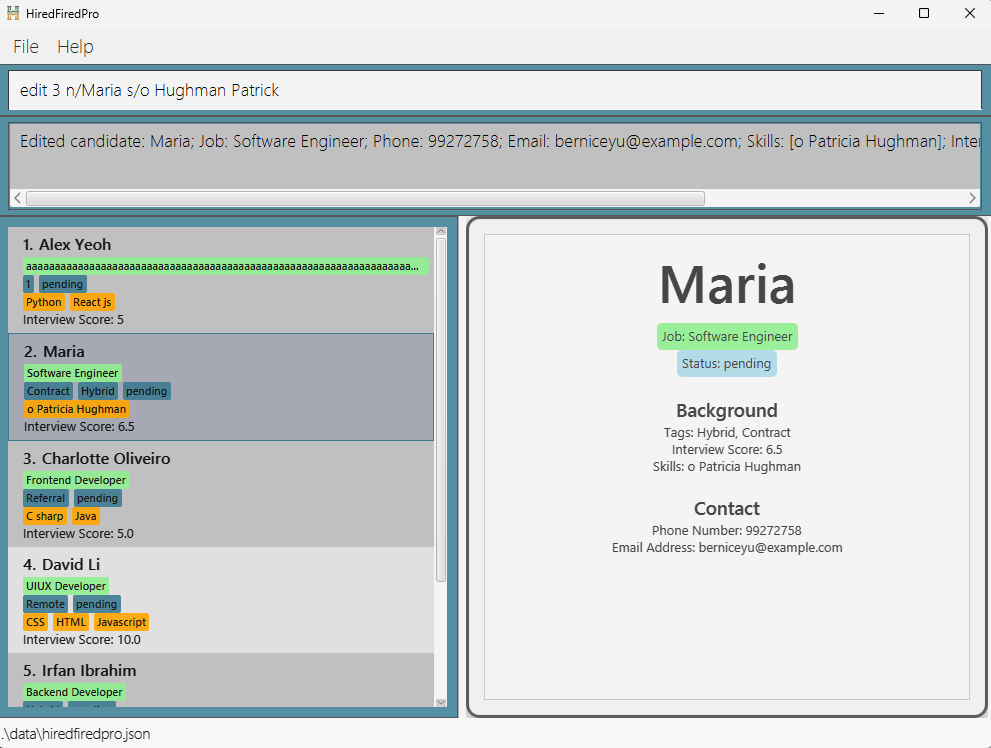 HiredFiredPro
File Help
edit 3 n/Maria s/o Hughman Patrick
Edited candidate: Maria; Job: Software Engineer; Phone: 99272758; Email: berniceyu@example.com; Skills: [o Patricia Hughman]; Inter
1. Alex Yeoh
1 pending
Python React js
Interview Score: 5
2. Maria
Software Engineer
Contract Hybrid pending
o Patricia Hughman
Interview Score: 6.5
3. Charlotte Oliveiro
Frontend Developer
Referral pending
C sharp Java
Interview Score: 5.0
4. David Li
UIUX Developer
Remote pending
CSS HTML Javascript
Interview Score: 10.0
5. Irfan Ibrahim
Backend Developer
Maria
Job: Software Engineer
Status: pending
Background
Tags: Hybrid, Contract
Interview Score: 6.5
Skills: o Patricia Hughman
Contact
Phone Number: 99272758
Email Address: berniceyu@example.com
.\data\hiredfiredpro.json